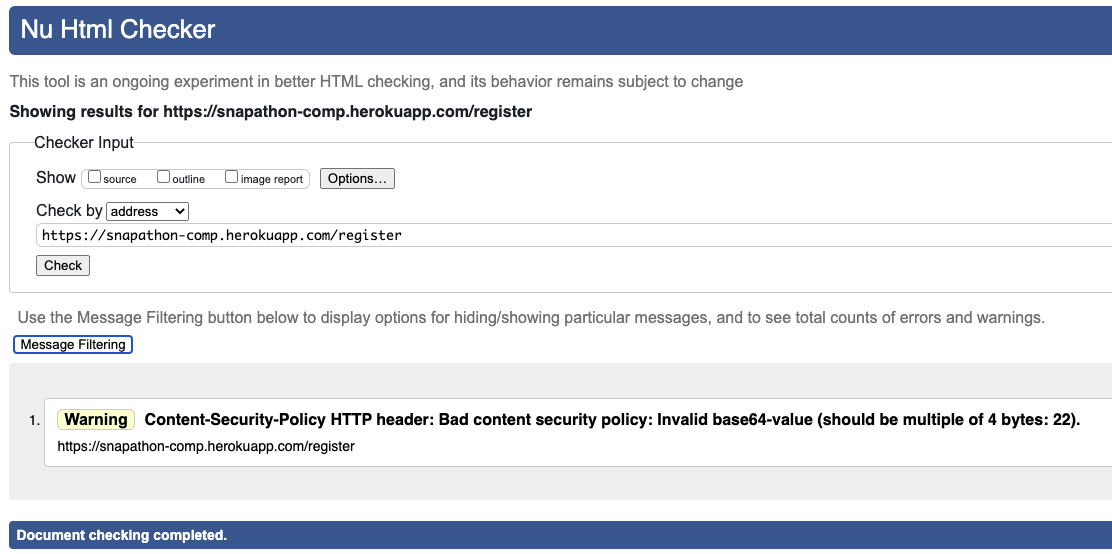 Nu Html Checker
This tool is an ongoing experiment in better HTML checking, and its behavior remains subject to change
Showing results for https://snapathon-comp.herokuapp.com/register
Checker Input
Show source outline image report Options...
Check by address
https://snapathon-comp.herokuapp.com/register
Check
Use the Message Filtering button below to display options for hiding/showing particular messages, and to see total counts of errors and warnings.
Message Filtering
1. Warning Content-Security-Policy HTTP header: Bad content security policy: Invalid base64-value (should be multiple of 4 bytes: 22).
https://snapathon-comp.herokuapp.com/register
Document checking completed.